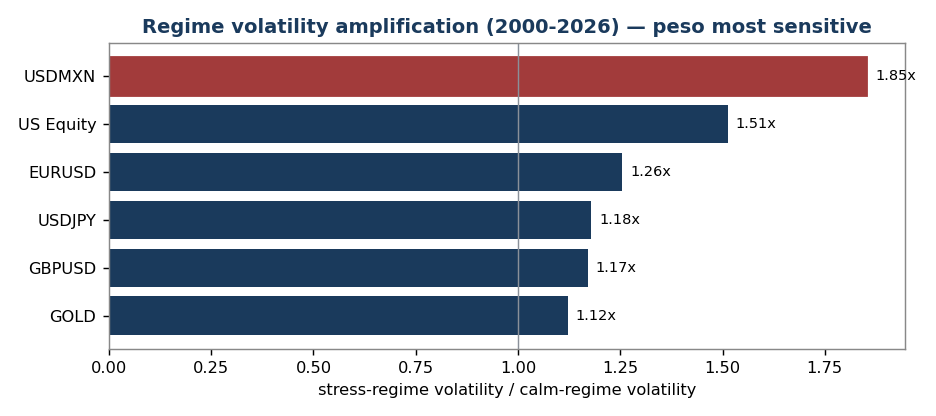 Regime volatility amplification (2000-2026) — peso most sensitive
USDMXN 1.85x
US Equity 1.51x
EURUSD 1.26x
USDJPY 1.18x
GBPUSD 1.17x
GOLD 1.12x
0.00 0.25 0.50 0.75 1.00 1.25 1.50 1.75
stress-regime volatility / calm-regime volatility